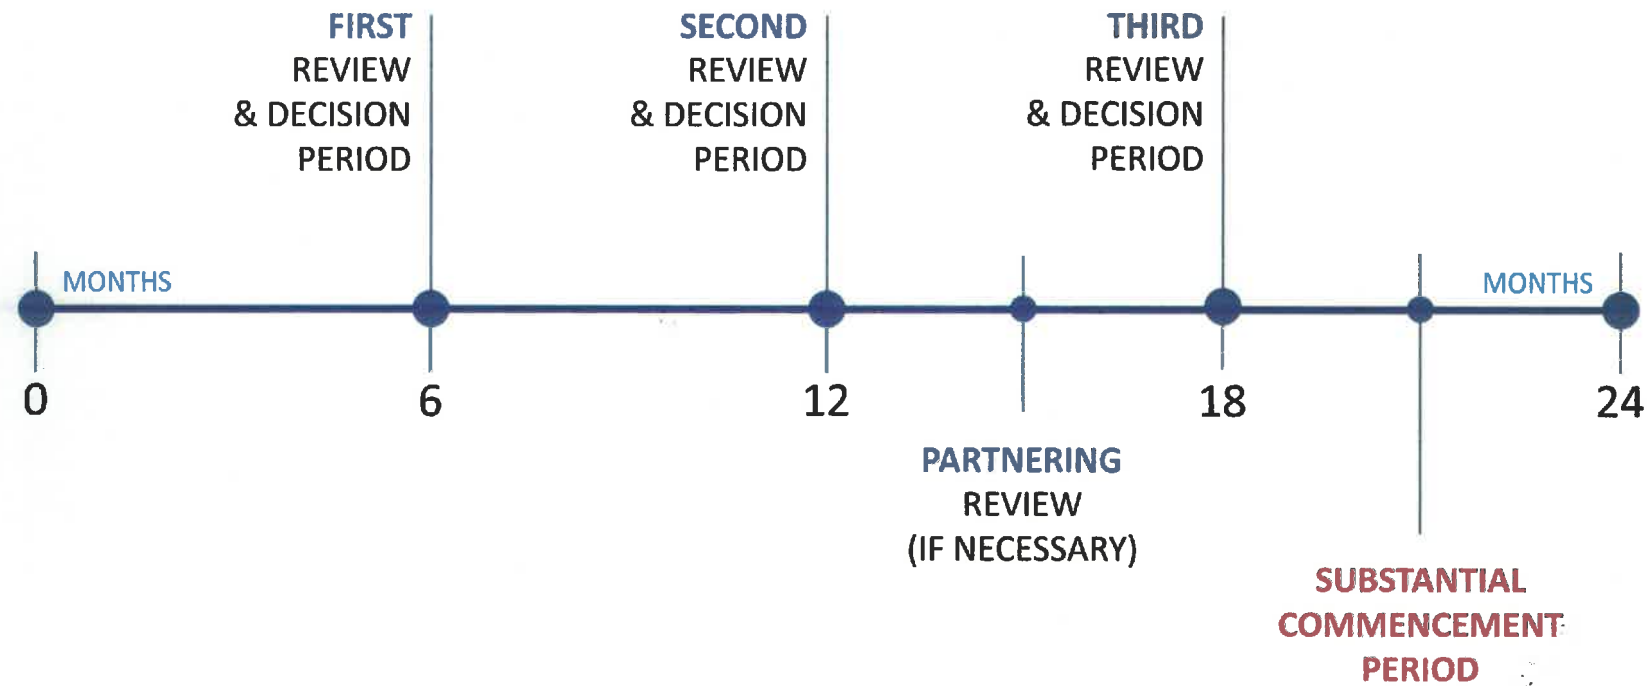 FIRST
REVIEW
& DECISION
PERIOD
SECOND
REVIEW
& DECISION
PERIOD
THIRD
REVIEW
& DECISION
PERIOD
MONTHS
MONTHS
0
6
12
18
24
PARTNERING
REVIEW
(IF NECESSARY)
SUBSTANTIAL
COMMENCEMENT
PERIOD